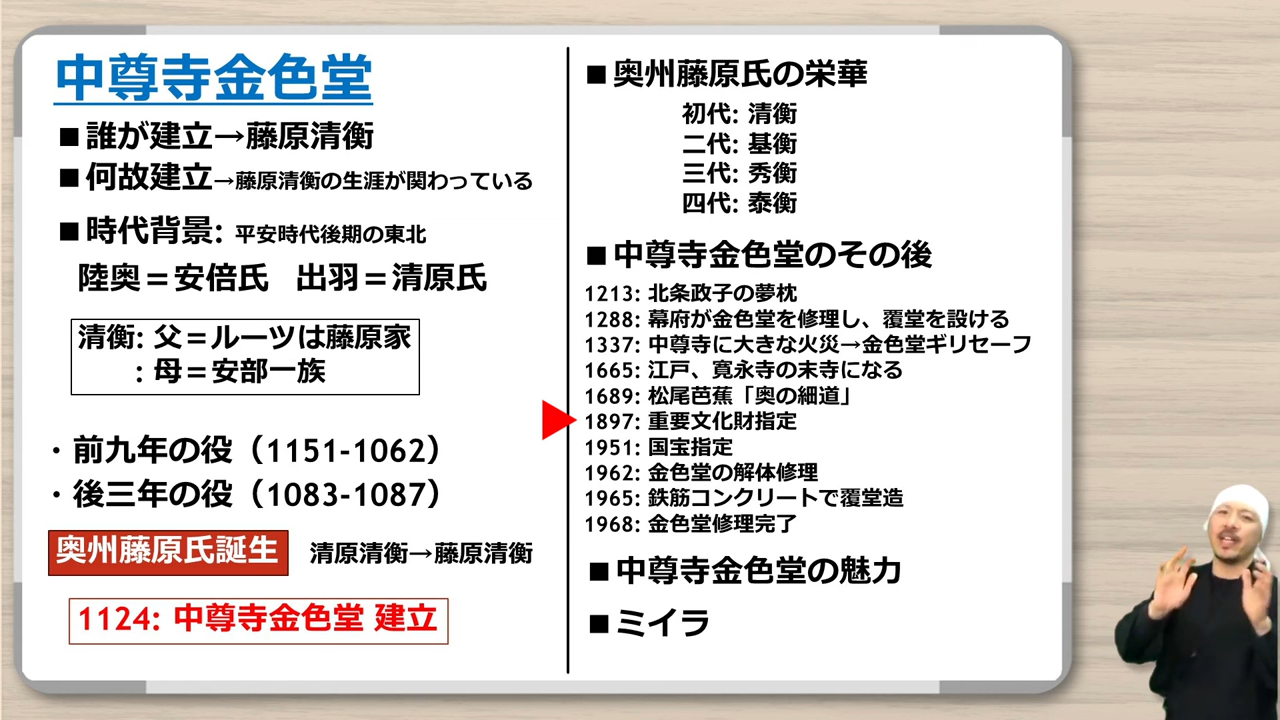 中尊寺金色堂
■誰が建立→藤原清衡
■何故建立→藤原清衡の生涯が関わっている
■時代背景: 平安時代後期の東北
陸奥＝安倍氏 出羽＝清原氏
清衡: 父＝ルーツは藤原家
: 母＝安部一族
・前九年の役（1151-1062）
・後三年の役（1083-1087）
奥州藤原氏誕生 清原清衡→藤原清衡
1124: 中尊寺金色堂 建立
■奥州藤原氏の栄華
初代: 清衡
二代: 基衡
三代: 秀衡
四代: 泰衡
■中尊寺金色堂のその後
1213: 北条政子の夢枕
1288: 幕府が金色堂を修理し、覆堂を設ける
1337: 中尊寺に大きな火災→金色堂ギリセーフ
1665: 江戸、寛永寺の末寺になる
1689: 松尾芭蕉「奥の細道」
1897: 重要文化財指定
1951: 国宝指定
1962: 金色堂の解体修理
1965: 鉄筋コンクリートで覆堂造
1968: 金色堂修理完了
■中尊寺金色堂の魅力
■ミイラ